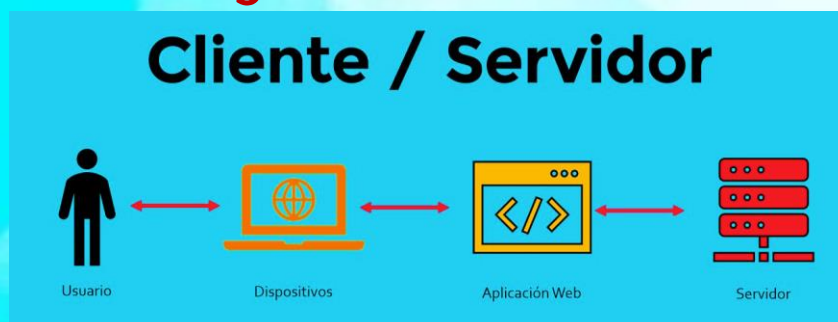 Cliente / Servidor
Usuario
Dispositivos
Aplicación Web
Servidor